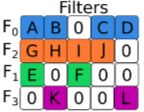 Filters
F0 A B 0 C D
F2 G H I J 0
F1 E 0 F 0 0
F3 0 K 0 0 L